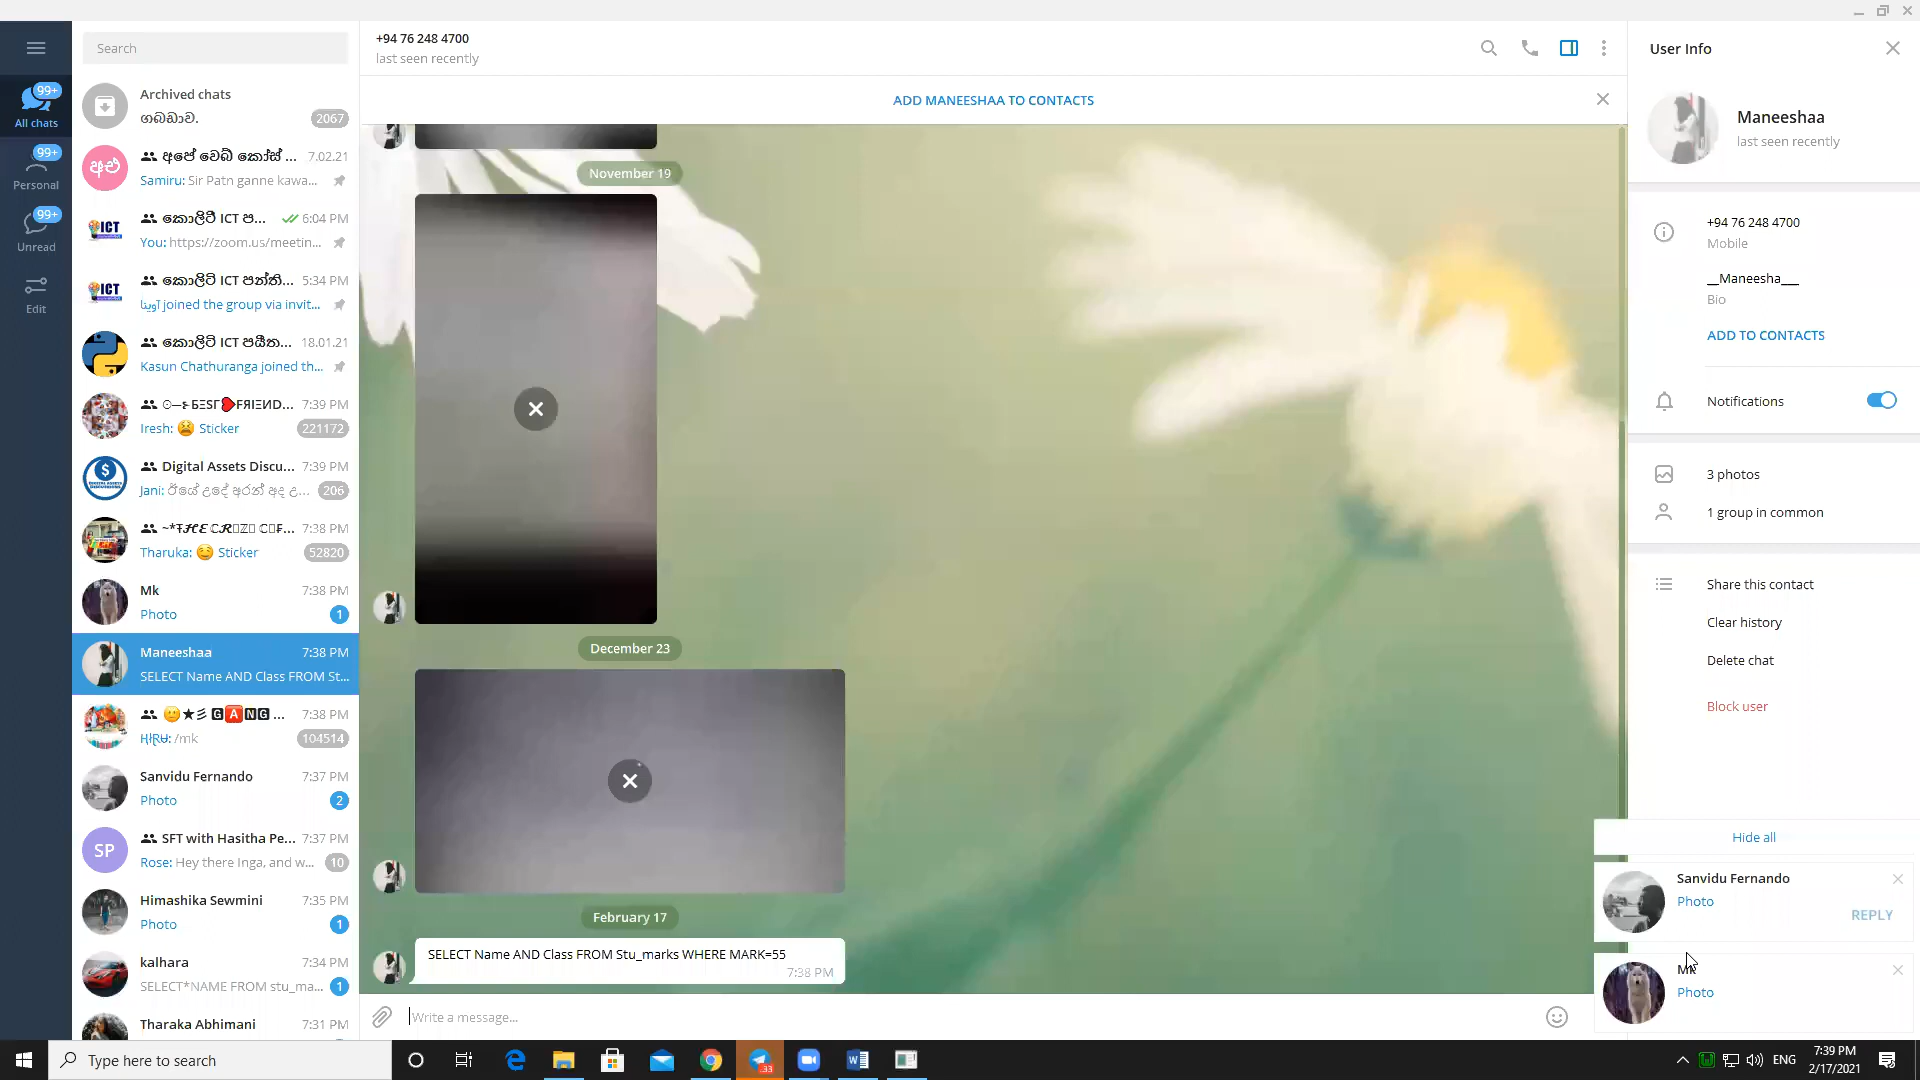 Search
99+
All chats
99+
Personal
99+
Unread
Edit
Archived chats
ගබඩාව.
2067
අපේ වෙබ් කෝස් ...
7.02.21
Samiru: Sir Patn ganne kawa...
කොලිටී ICT ප...
6:04 PM
You: https://zoom.us/meetin...
කොලිටි ICT පන්ති...
5:34 PM
joined the group via invit...
කොලිටි ICT පයිත...
18.01.21
Kasun Chathuranga joined th...
7:39 PM
Iresh: 😫 Sticker
221172
Digital Assets Discu...
7:39 PM
Jani: ඊයේ උදේ අරන් අද උ...
206
7:38 PM
Tharuka: 😏 Sticker
52820
Mk
7:38 PM
Photo
1
Maneeshaa
7:38 PM
SELECT Name AND Class FROM St...
7:38 PM
/mk
104514
Sanvidu Fernando
7:37 PM
Photo
2
SP
SFT with Hasitha Pe...
7:37 PM
Rose: Hey there Inga, and w...
10
Himashika Sewmini
7:35 PM
Photo
1
kalhara
7:34 PM
SELECT*NAME FROM stu_ma...
1
Tharaka Abhimani
7:31 PM
+94 76 248 4700
last seen recently
ADD MANEESHAA TO CONTACTS
November 19
December 23
February 17
SELECT Name AND Class FROM Stu_marks WHERE MARK=55
7:38 PM
Write a message...
User Info
Maneeshaa
last seen recently
+94 76 248 4700
Mobile
__Maneesha___
Bio
ADD TO CONTACTS
Notifications
3 photos
1 group in common
Share this contact
Clear history
Delete chat
Block user
Hide all
Sanvidu Fernando
Photo
REPLY
Mk
Photo
Type here to search
33
ENG
7:39 PM
2/17/2021